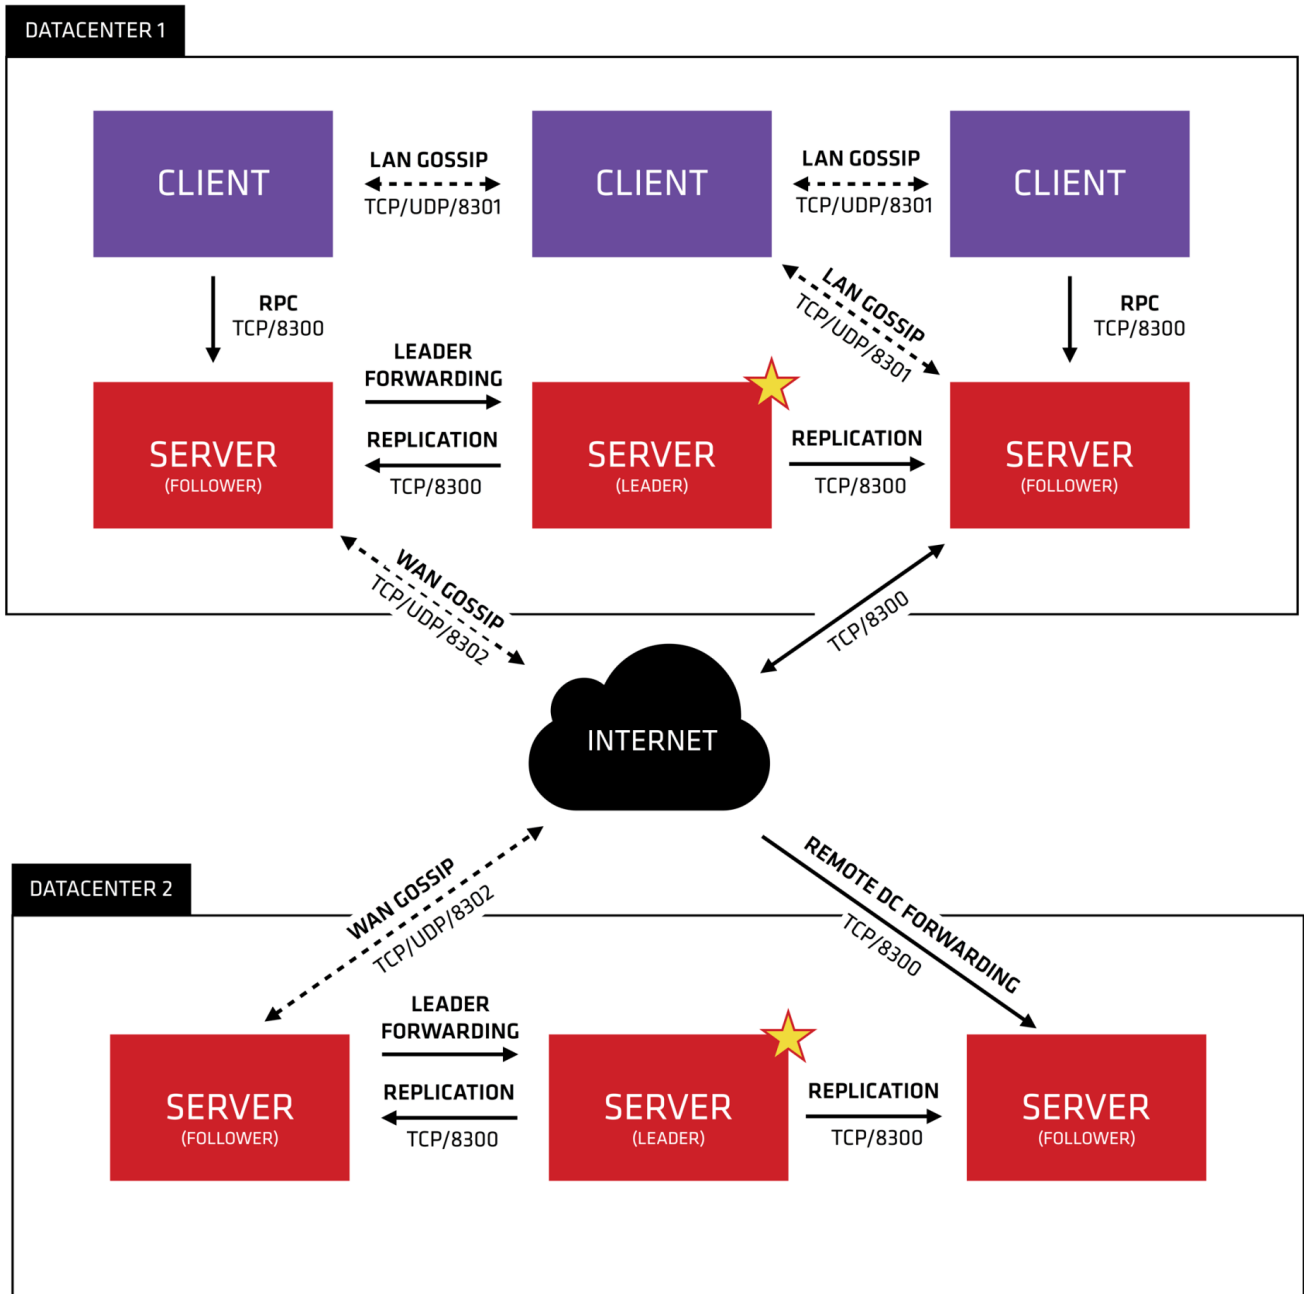 DATACENTER 1
CLIENT
LAN GOSSIP
TCP/UDP/8301
CLIENT
LAN GOSSIP
TCP/UDP/8301
CLIENT
RPC
TCP/8300
LAN GOSSIP
TCP/UDP/8301
RPC
TCP/8300
LEADER
FORWARDING
SERVER
(FOLLOWER)
REPLICATION
TCP/8300
SERVER
(LEADER)
REPLICATION
TCP/8300
SERVER
(FOLLOWER)
WAN GOSSIP
TCP/UDP/8302
TCP/8300
INTERNET
DATACENTER 2
WAN GOSSIP
TCP/UDP/8302
REMOTE DC FORWARDING
TCP/8300
LEADER
FORWARDING
SERVER
(FOLLOWER)
REPLICATION
TCP/8300
SERVER
(LEADER)
REPLICATION
TCP/8300
SERVER
(FOLLOWER)